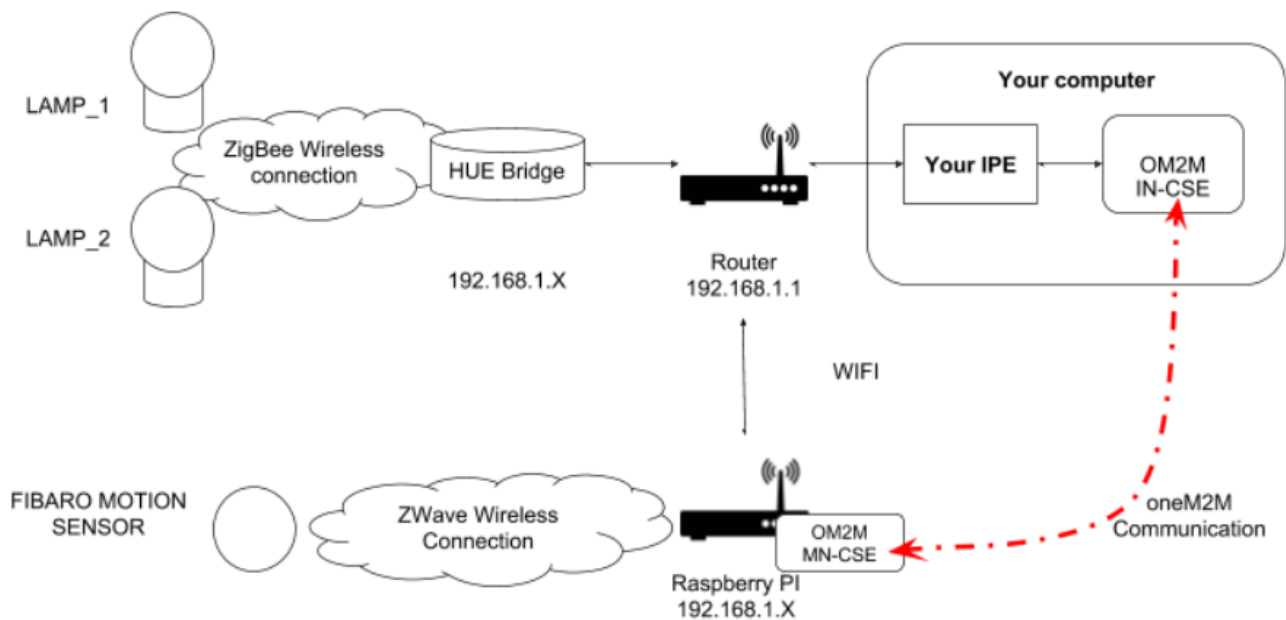 LAMP_1
ZigBee Wireless
connection
LAMP_2
HUE Bridge
192.168.1.X
Router
192.168.1.1
Your computer
Your IPE
OM2M
IN-CSE
WIFI
FIBARO MOTION
SENSOR
ZWave Wireless
Connection
OM2M
MN-CSE
Raspberry PI
192.168.1.X
oneM2M
Communication